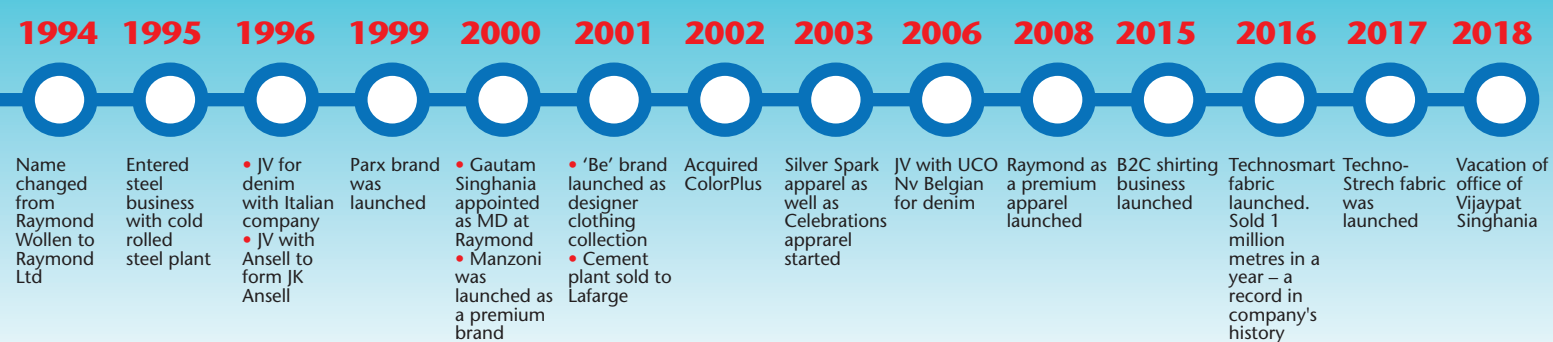 1994 1995 1996 1999 2000 2001 2002 2003 2006 2008 2015 2016 2017 2018
Name
changed
from
Raymond
Wollen to
Raymond
Ltd
Entered
steel
business
with cold
rolled
steel plant
• JV for
denim
with Italian
company
• JV with
Ansell to
form JK
Ansell
Parx brand
was
launched
• Gautam
Singhania
appointed
as MD at
Raymond
• Manzoni
was
launched as
a premium
brand
• ‘Be’ brand
launched as
designer
clothing
collection
• Cement
plant sold to
Lafarge
Acquired
ColorPlus
Silver Spark
apparel as
well as
Celebrations
apprarel
started
JV with UCO
Nv Belgian
for denim
Raymond as
a premium
apparel
launched
B2C shirting
business
launched
Technosmart
fabric
launched.
Sold 1
million
metres in a
year – a
record in
company's
history
Techno-
Strech fabric
was
launched
Vacation of
office of
Vijaypat
Singhania